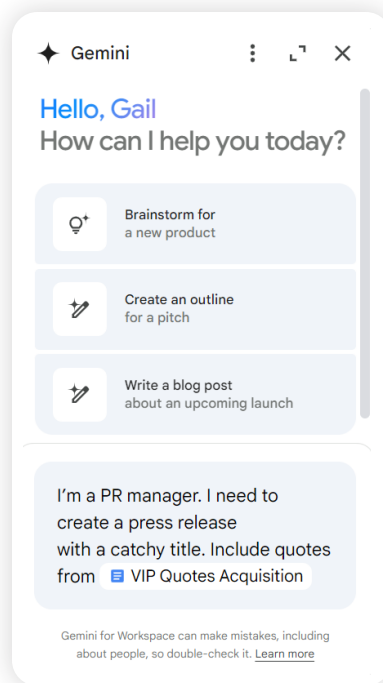 Gemini
Hello, Gail
How can I help you today?
Brainstorm for
a new product
Create an outline
for a pitch
Write a blog post
about an upcoming launch
I’m a PR manager. I need to
create a press release
with a catchy title. Include quotes
from VIP Quotes Acquisition
Gemini for Workspace can make mistakes, including
about people, so double-check it. Learn more